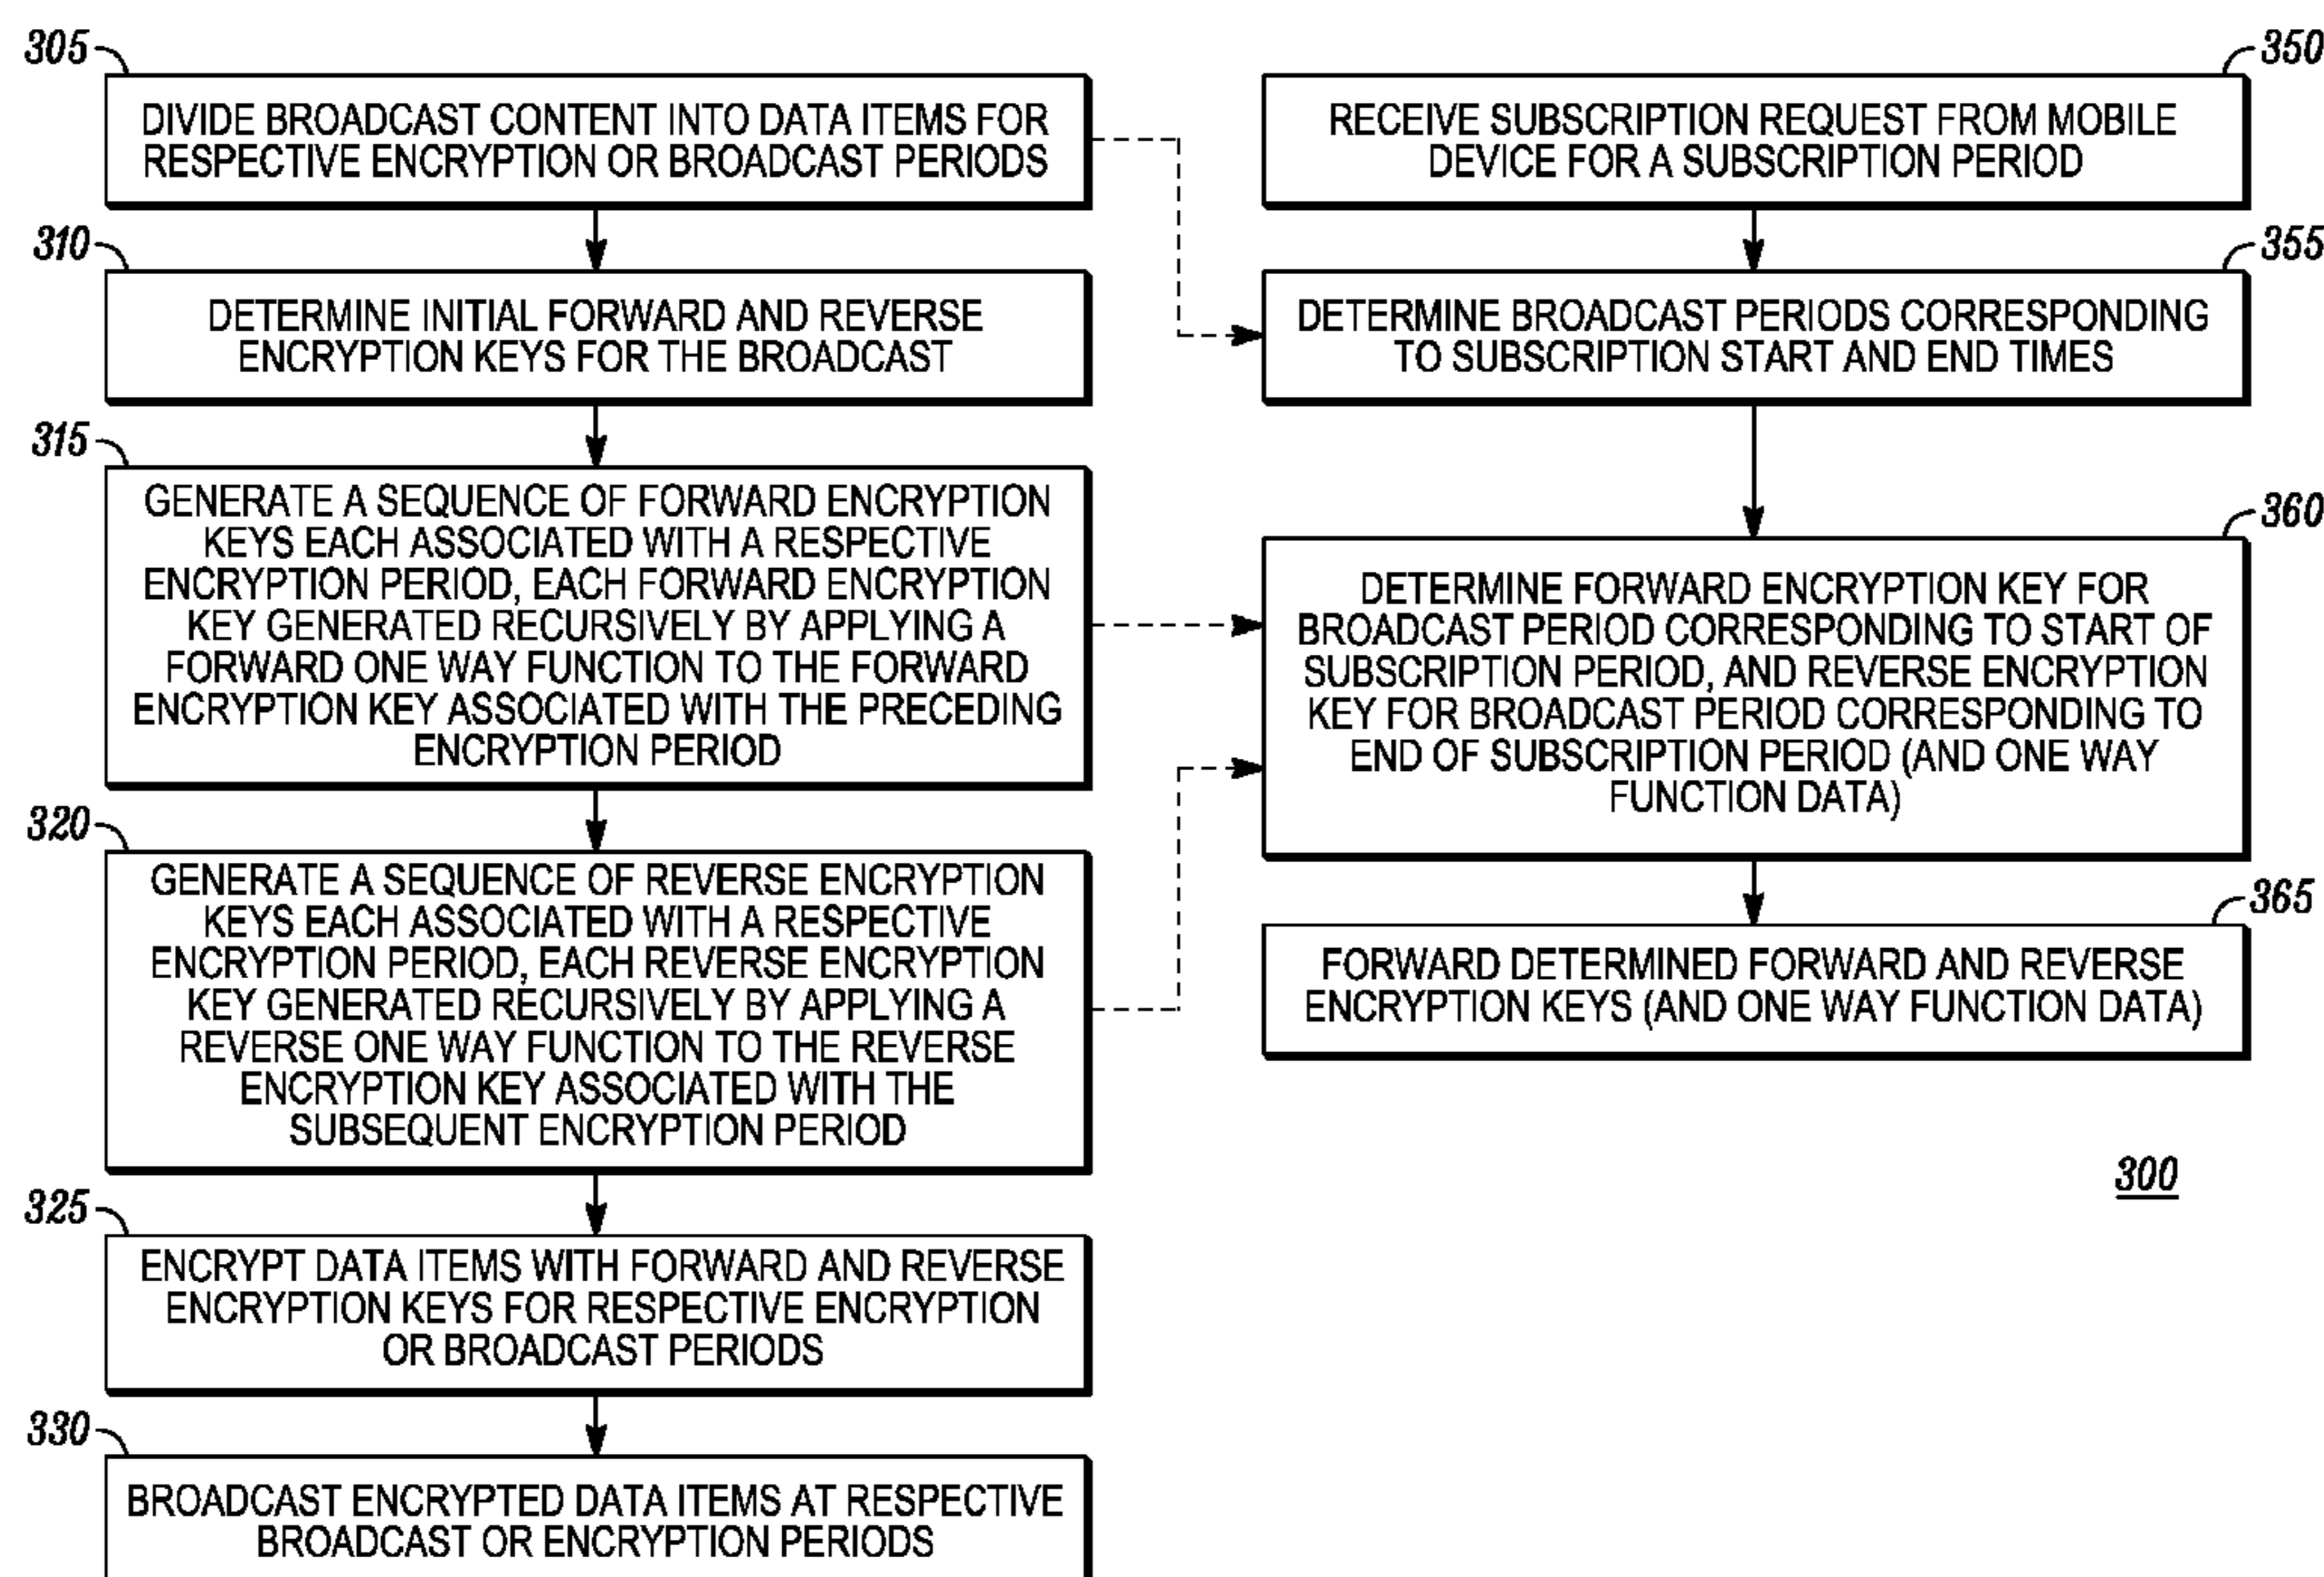 305
DIVIDE BROADCAST CONTENT INTO DATA ITEMS FOR
RESPECTIVE ENCRYPTION OR BROADCAST PERIODS
310
DETERMINE INITIAL FORWARD AND REVERSE
ENCRYPTION KEYS FOR THE BROADCAST
315
GENERATE A SEQUENCE OF FORWARD ENCRYPTION
KEYS EACH ASSOCIATED WITH A RESPECTIVE
ENCRYPTION PERIOD, EACH FORWARD ENCRYPTION
KEY GENERATED RECURSIVELY BY APPLYING A
FORWARD ONE WAY FUNCTION TO THE FORWARD
ENCRYPTION KEY ASSOCIATED WITH THE PRECEDING
ENCRYPTION PERIOD
320
GENERATE A SEQUENCE OF REVERSE ENCRYPTION
KEYS EACH ASSOCIATED WITH A RESPECTIVE
ENCRYPTION PERIOD, EACH REVERSE ENCRYPTION
KEY GENERATED RECURSIVELY BY APPLYING A
REVERSE ONE WAY FUNCTION TO THE REVERSE
ENCRYPTION KEY ASSOCIATED WITH THE
SUBSEQUENT ENCRYPTION PERIOD
325
ENCRYPT DATA ITEMS WITH FORWARD AND REVERSE
ENCRYPTION KEYS FOR RESPECTIVE ENCRYPTION
OR BROADCAST PERIODS
330
BROADCAST ENCRYPTED DATA ITEMS AT RESPECTIVE
BROADCAST OR ENCRYPTION PERIODS
350
RECEIVE SUBSCRIPTION REQUEST FROM MOBILE
DEVICE FOR A SUBSCRIPTION PERIOD
355
DETERMINE BROADCAST PERIODS CORRESPONDING
TO SUBSCRIPTION START AND END TIMES
360
DETERMINE FORWARD ENCRYPTION KEY FOR
BROADCAST PERIOD CORRESPONDING TO START OF
SUBSCRIPTION PERIOD, AND REVERSE ENCRYPTION
KEY FOR BROADCAST PERIOD CORRESPONDING TO
END OF SUBSCRIPTION PERIOD (AND ONE WAY
FUNCTION DATA)
365
FORWARD DETERMINED FORWARD AND REVERSE
ENCRYPTION KEYS (AND ONE WAY FUNCTION DATA)
300